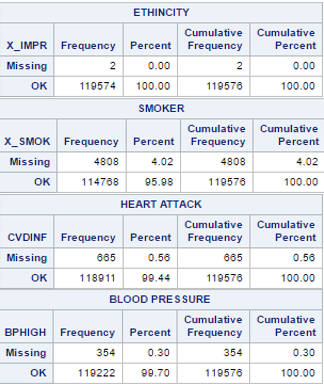 ETHINCITY
X_IMPR Frequency Percent Cumulative Frequency Cumulative Percent
Missing 2 0.00 2 0.00
OK 119574 100.00 119576 100.00
SMOKER
X_SMOK Frequency Percent Cumulative Frequency Cumulative Percent
Missing 4808 4.02 4808 4.02
OK 114768 95.98 119576 100.00
HEART ATTACK
CVDINF Frequency Percent Cumulative Frequency Cumulative Percent
Missing 665 0.56 665 0.56
OK 118911 99.44 119576 100.00
BLOOD PRESSURE
BPHIGH Frequency Percent Cumulative Frequency Cumulative Percent
Missing 354 0.30 354 0.30
OK 119222 99.70 119576 100.00